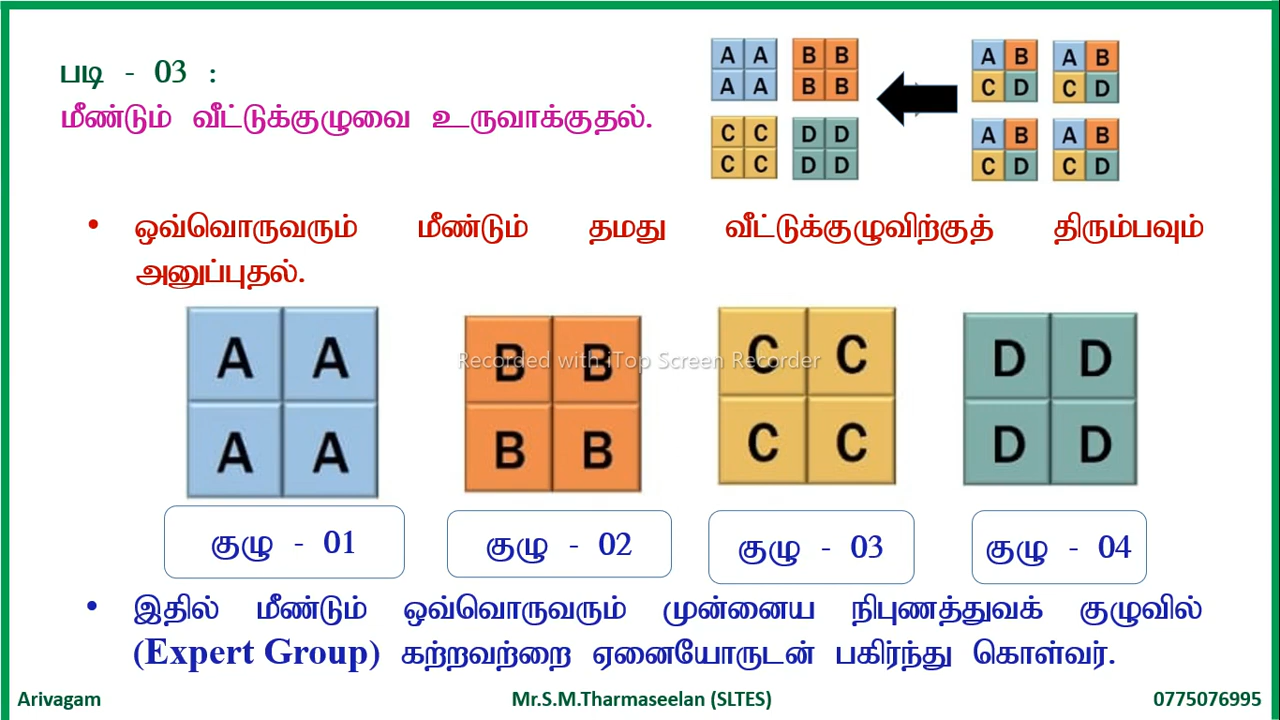 படி - 03 :
மீண்டும் வீட்டுக்குழுவை உருவாக்குதல்.
A A B B A B A B
A A B B C D C D
C C D D A B A B
C C D D C D C D
• ஒவ்வொருவரும் மீண்டும் தமது வீட்டுக்குழுவிற்குத் திரும்பவும்
அனுப்புதல்.
A A B B C C D D
Recorded with iTop Screen Recorder
A A B B C C D D
குழு - 01 குழு - 02 குழு - 03 குழு - 04
• இதில் மீண்டும் ஒவ்வொருவரும் முன்னைய நிபுணத்துவக் குழுவில்
(Expert Group) கற்றவற்றை ஏனையோருடன் பகிர்ந்து கொள்வர்.
Arivagam Mr.S.M.Tharmaseelan (SLTES) 0775076995